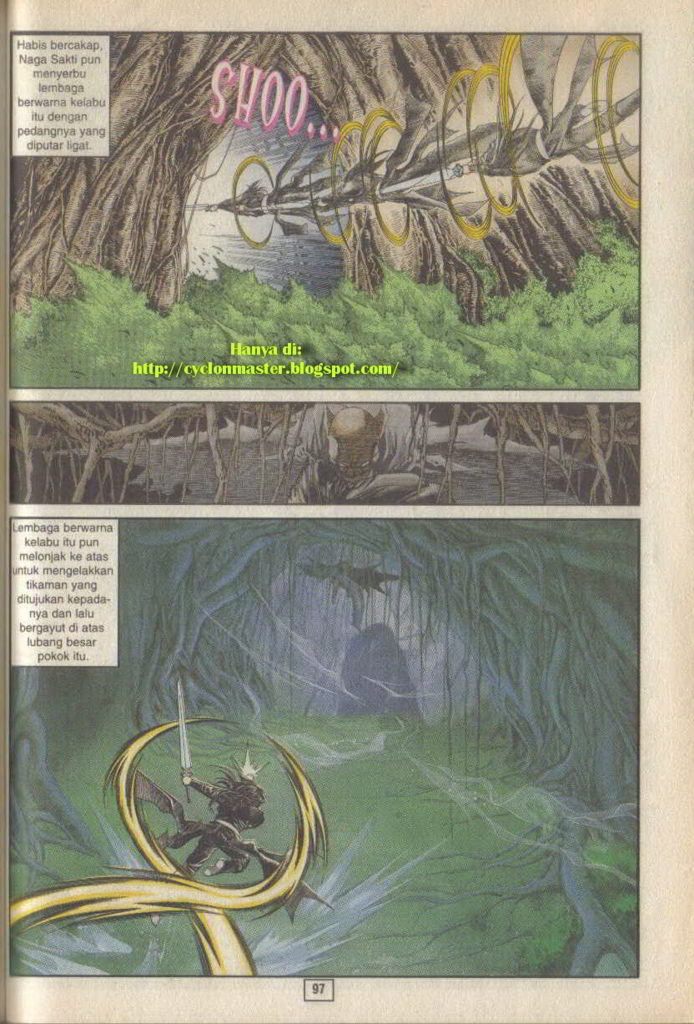 Habis bercakap,
Naga Sakti pun
menyerbu
lembaga
berwarna kelabu
itu dengan
pedangnya yang
diputar ligat.
SHOO...
Hanya di:
http://cyclonmaster.blogspot.com/
Lembaga berwarna
kelabu itu pun
melonjak ke atas
untuk mengelakkan
tikaman yang
ditujukan kepada-
nya dan lalu
bergayut di atas
lubang besar
pokok itu.
97